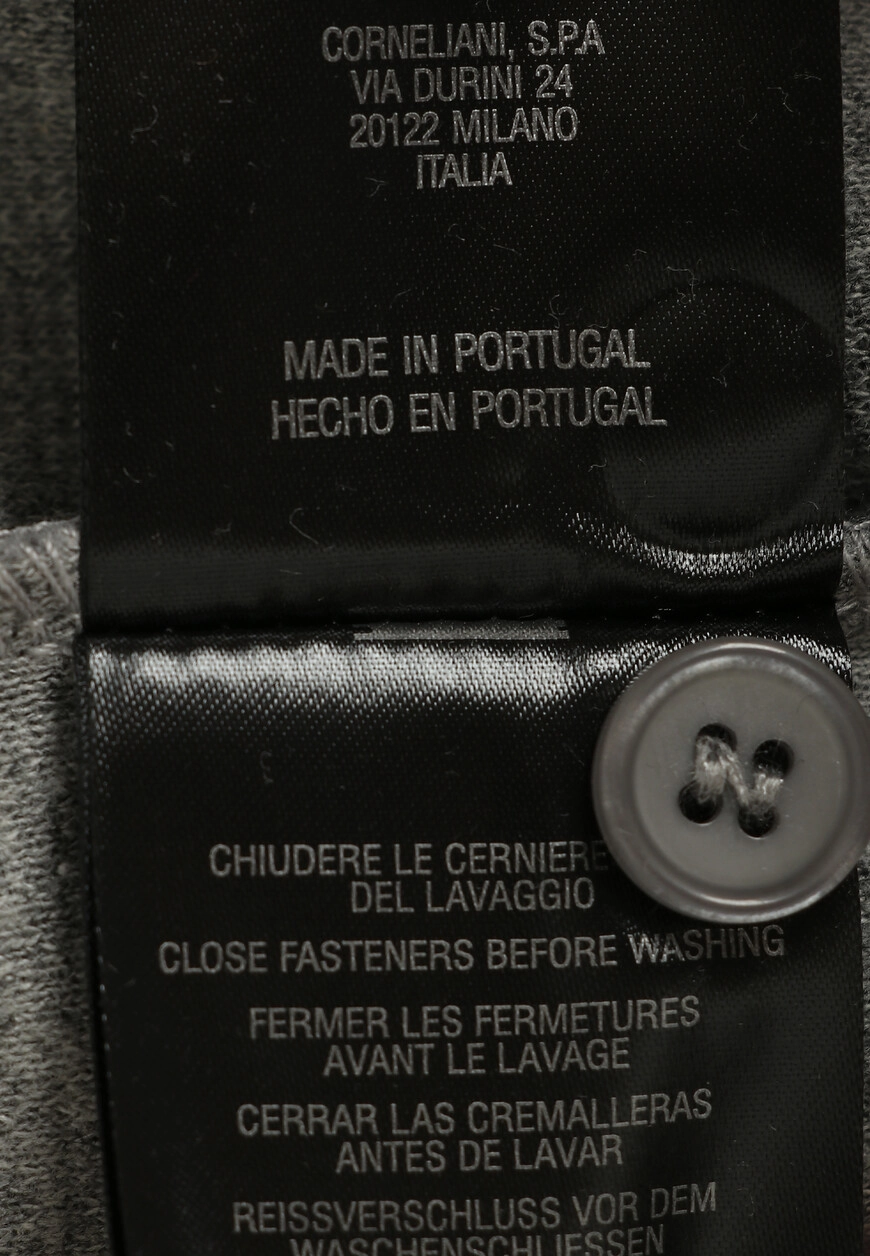 CORNELIANI, S.P.A
VIA DURINI 24
20122 MILANO
ITALIA
MADE IN PORTUGAL
HECHO EN PORTUGAL
CHIUDERE LE CERNIERE
DEL LAVAGGIO
CLOSE FASTENERS BEFORE WASHING
FERMER LES FERMETURES
AVANT LE LAVAGE
CERRAR LAS CREMALLERAS
ANTES DE LAVAR
REISSVERSCHLUSS VOR DEM
WASCHENSCHLIESSEN